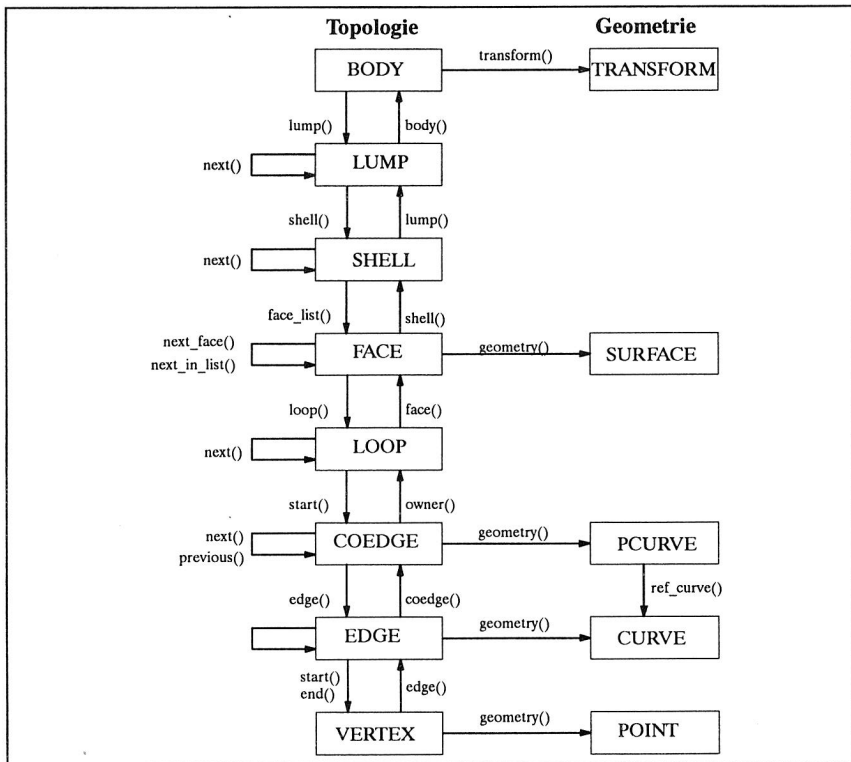 Topologie Geometrie
BODY transform() TRANSFORM
lump() body()
next() LUMP
shell() lump()
next() SHELL
face_list() shell()
next_face()
next_in_list() FACE geometry() SURFACE
loop() face()
next() LOOP
start() owner()
next()
previous() COEDGE geometry() PCURVE
edge() coedge() ref_curve()
EDGE geometry() CURVE
start()
end() edge()
VERTEX geometry() POINT